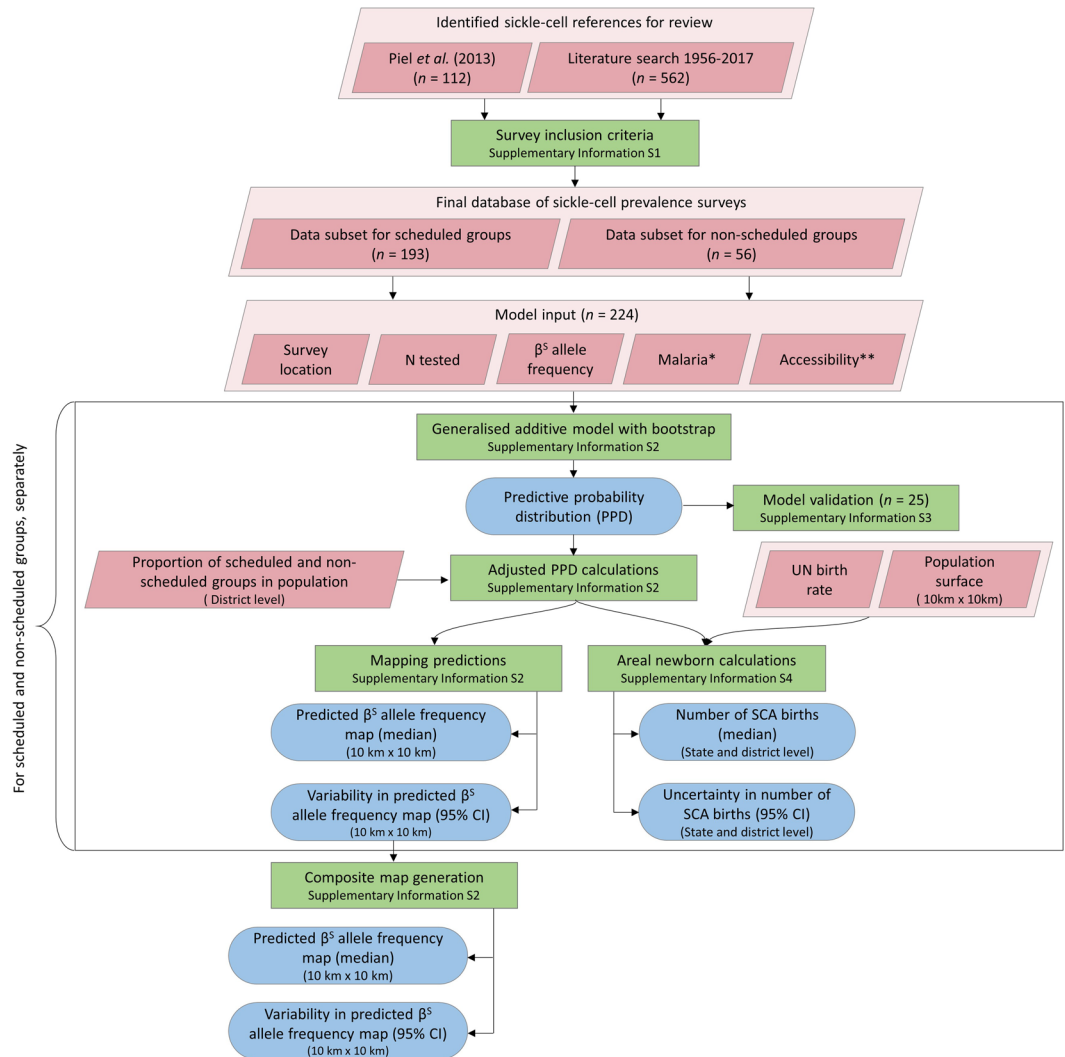 Identified sickle-cell references for review
Piel et al. (2013)
(n = 112)
Literature search 1956-2017
(n = 562)
Survey inclusion criteria
Supplementary Information S1
Final database of sickle-cell prevalence surveys
Data subset for scheduled groups
(n = 193)
Data subset for non-scheduled groups
(n = 56)
Model input (n = 224)
Survey
location
N tested
βˢ allele
frequency
Malaria*
Accessibility**
For scheduled and non-scheduled groups, separately
Generalised additive model with bootstrap
Supplementary Information S2
Predictive probability
distribution (PPD)
Model validation (n = 25)
Supplementary Information S3
Proportion of scheduled and non-
scheduled groups in population
( District level)
Adjusted PPD calculations
Supplementary Information S2
UN birth
rate
Population
surface
( 10km x 10km)
Mapping predictions
Supplementary Information S2
Areal newborn calculations
Supplementary Information S4
Predicted βˢ allele frequency
map (median)
(10 km x 10 km)
Number of SCA births
(median)
(State and district level)
Variability in predicted βˢ
allele frequency map (95% CI)
(10 km x 10 km)
Uncertainty in number of
SCA births (95% CI)
(State and district level)
Composite map generation
Supplementary Information S2
Predicted βˢ allele frequency
map (median)
(10 km x 10 km)
Variability in predicted βˢ
allele frequency map (95% CI)
(10 km x 10 km)